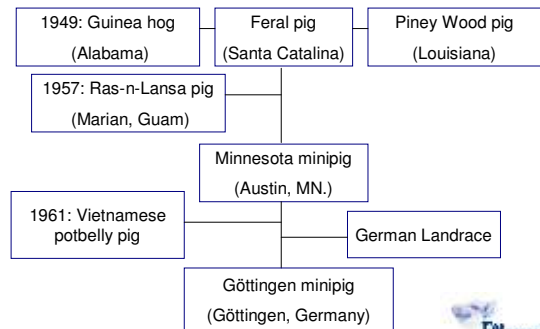 1949: Guinea hog
(Alabama)
Feral pig
(Santa Catalina)
Piney Wood pig
(Louisiana)
1957: Ras-n-Lansa pig
(Marian, Guam)
Minnesota minipig
(Austin, MN.)
1961: Vietnamese
potbelly pig
German Landrace
Göttingen minipig
(Göttingen, Germany)